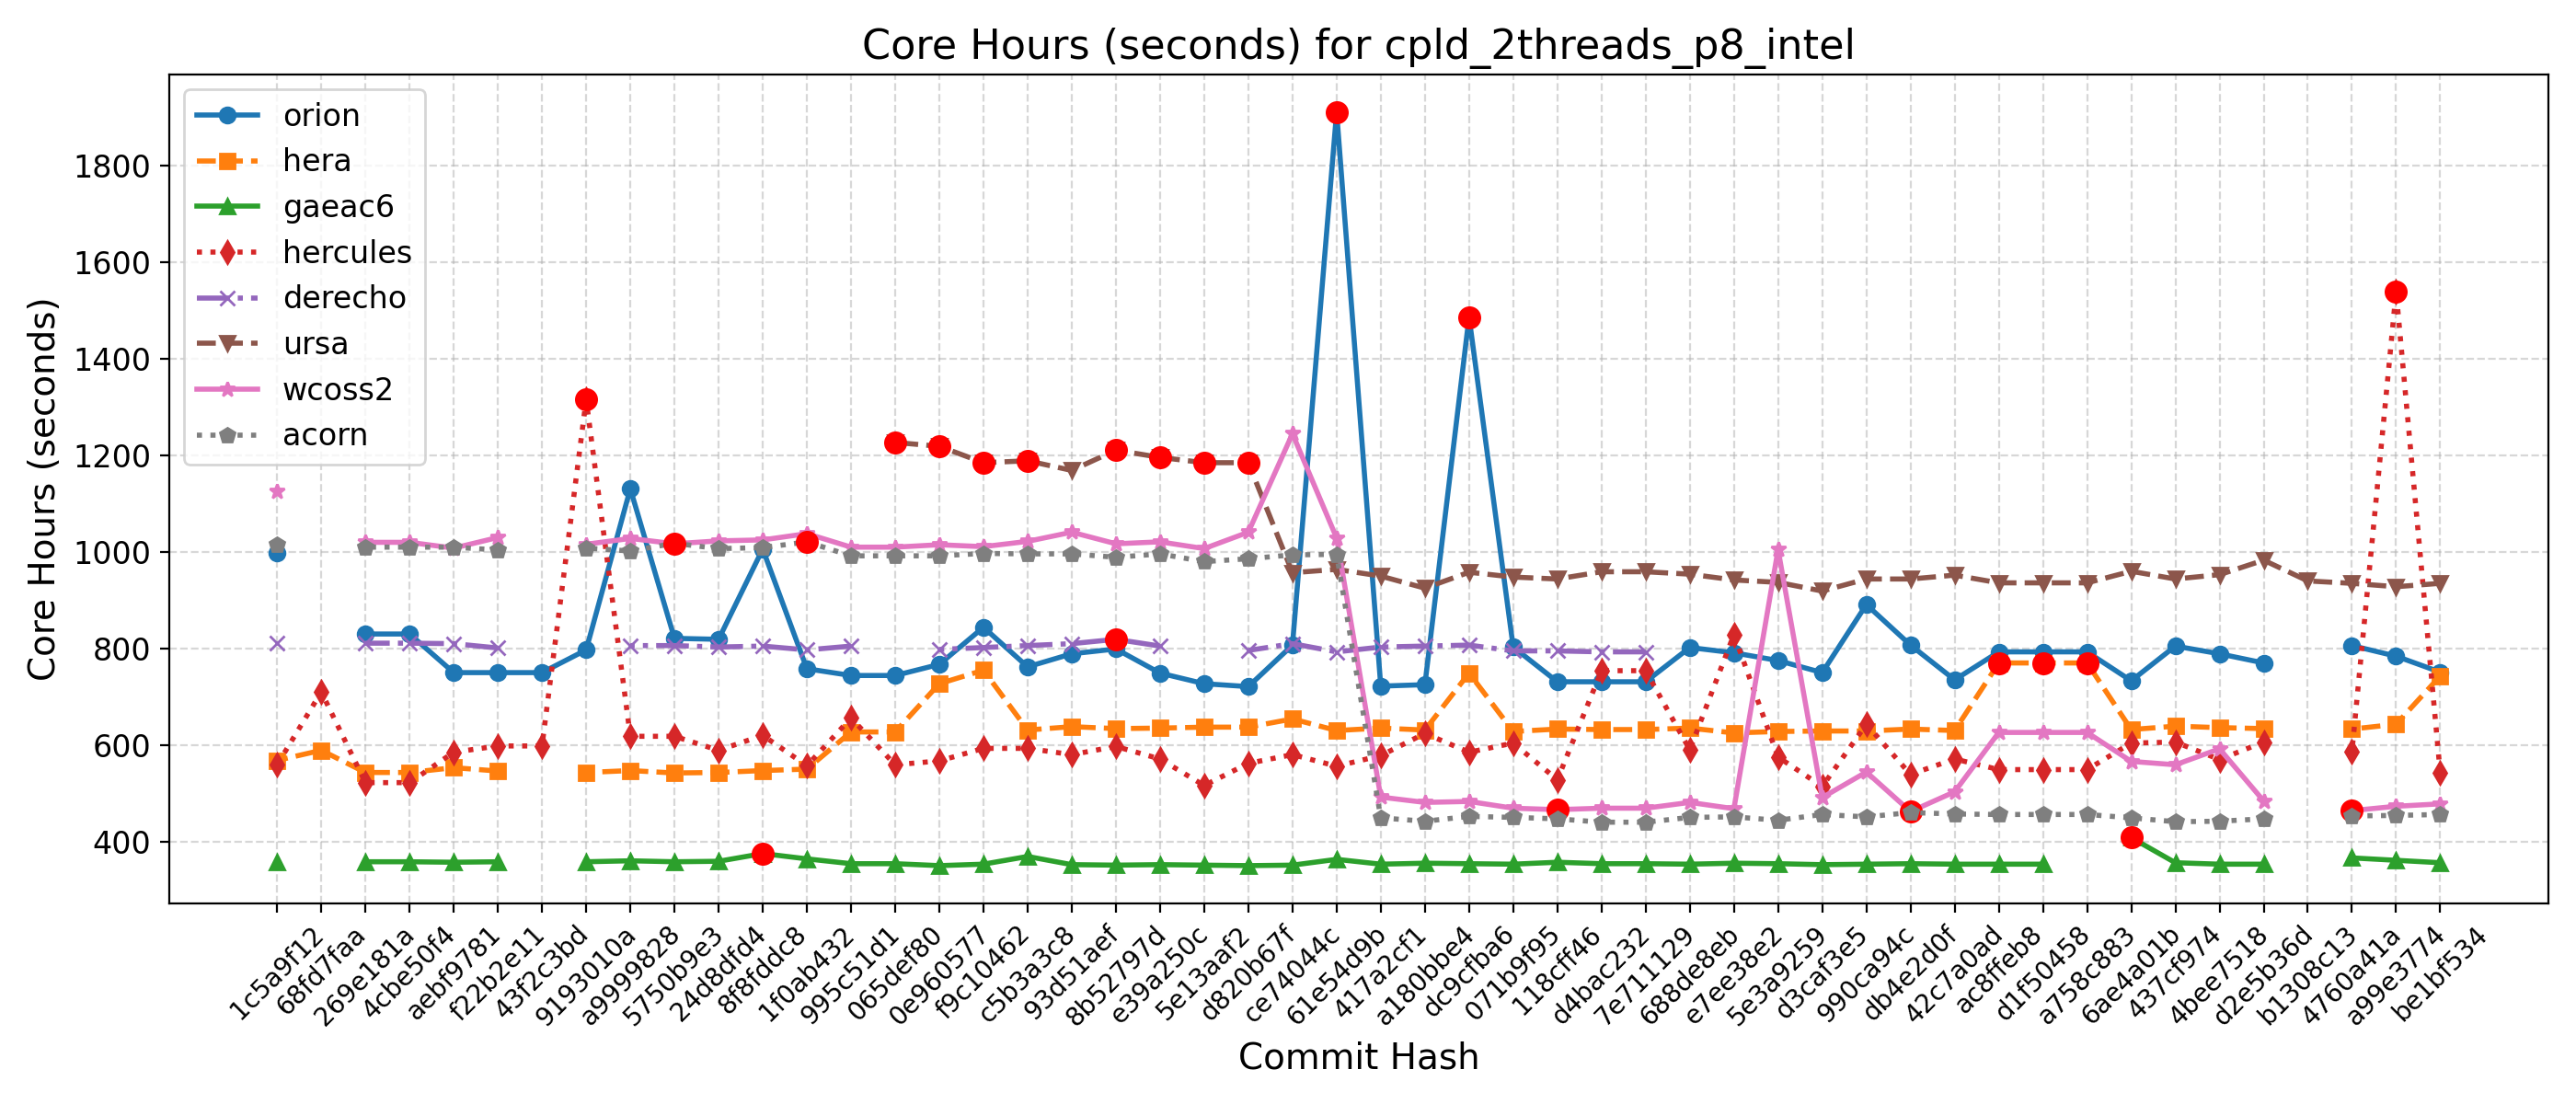 Core Hours (seconds) for cpld_2threads_p8_intel
orion
hera
gaeac6
hercules
derecho
ursa
wcoss2
acorn
Core Hours (seconds)
1800
1600
1400
1200
1000
800
600
400
1c5a9f12
68fd7faa
269e181a
4cbe50f4
aebf9781
f22b2e11
43f2c3bd
9193010a
a9999828
5750b9e3
24d8dfd4
8f8fddc8
1f0ab432
995c51d1
065def80
0e960577
f9c10462
c5b3a3c8
93d51aef
8b52797d
e39a250c
5e13aaf2
d820b67f
ce74044c
61e54d9b
417a2cf1
a180bbe4
dc9cfba6
071b9f95
118cff46
d4bac232
7e711129
688de8eb
e7ee38e2
5e3a9259
d3caf3e5
990ca94c
db4e2d0f
42c7a0ad
ac8ffeb8
d1f50458
a758c883
6ae4a01b
437cf974
4bee7518
d2e5b36d
b1308c13
4760a41a
a99e3774
be1bf534
Commit Hash